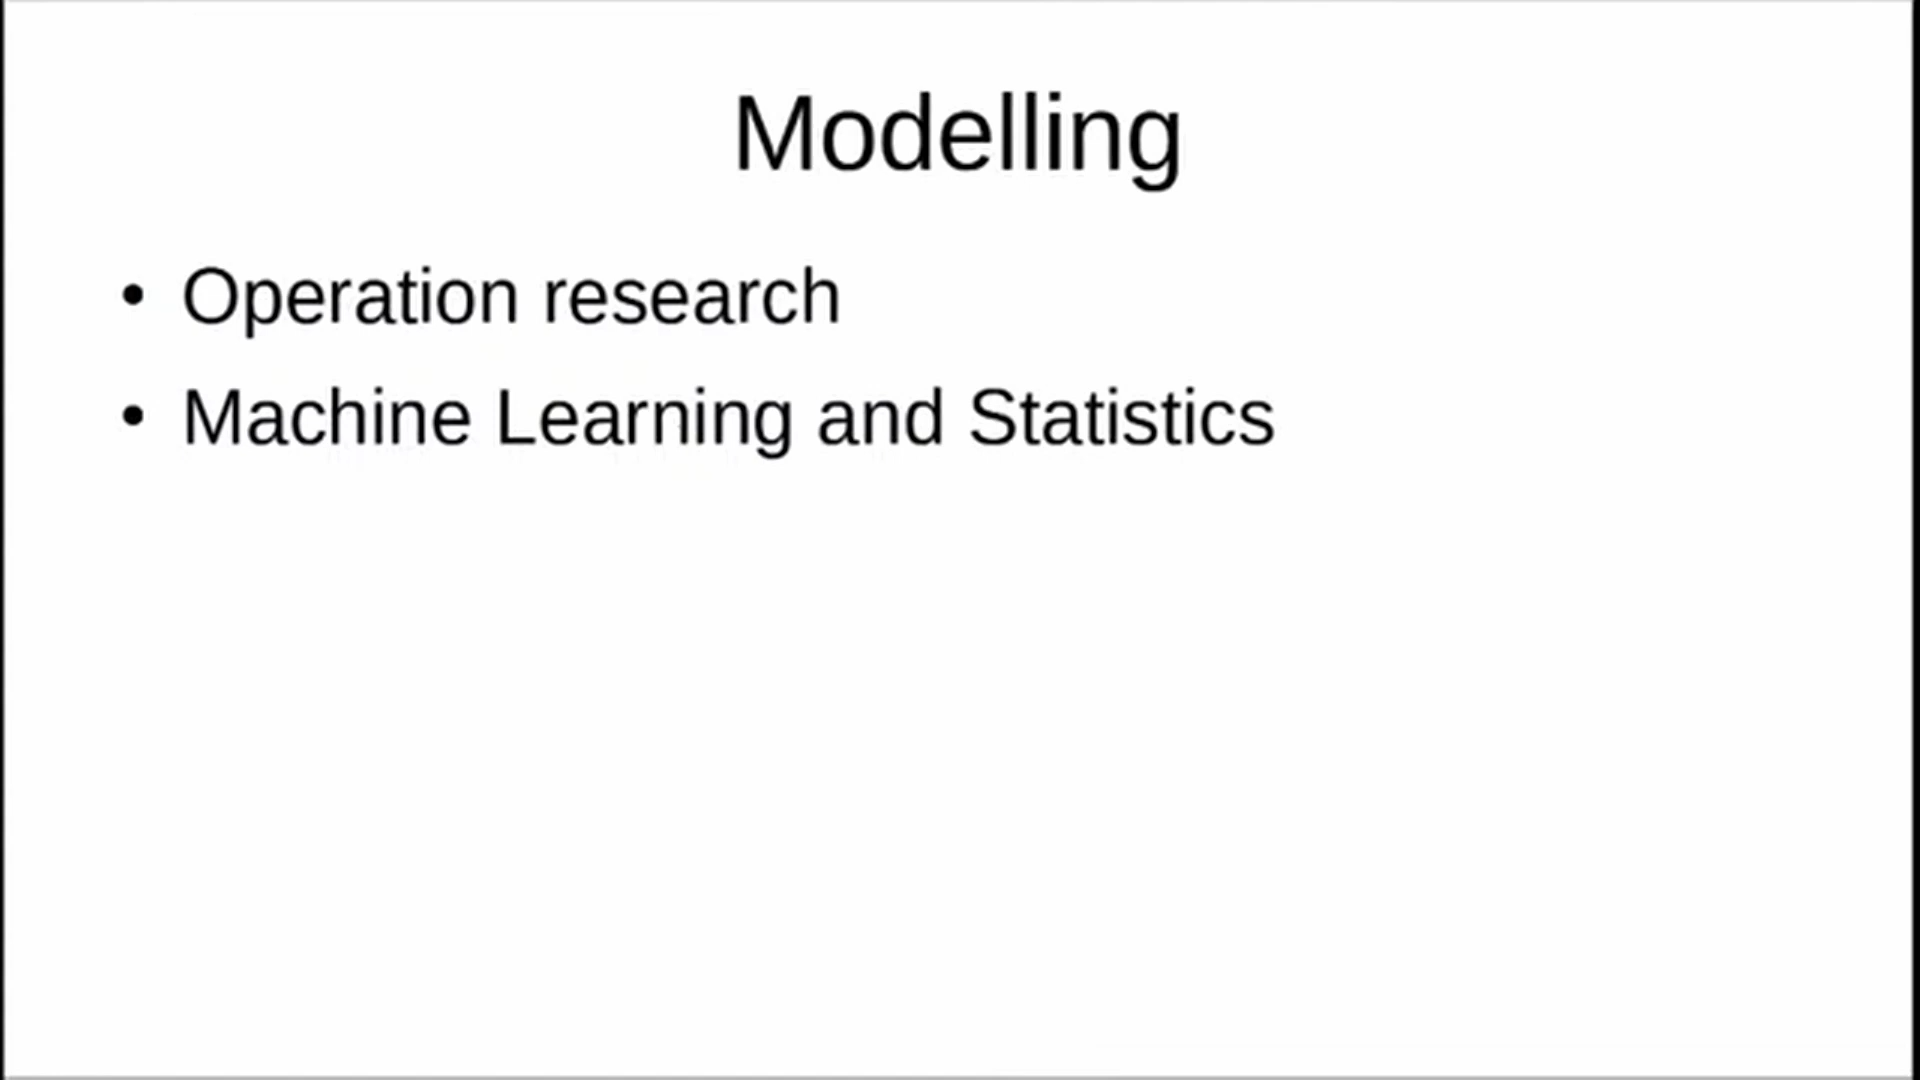 Modelling
• Operation research
• Machine Learning and Statistics